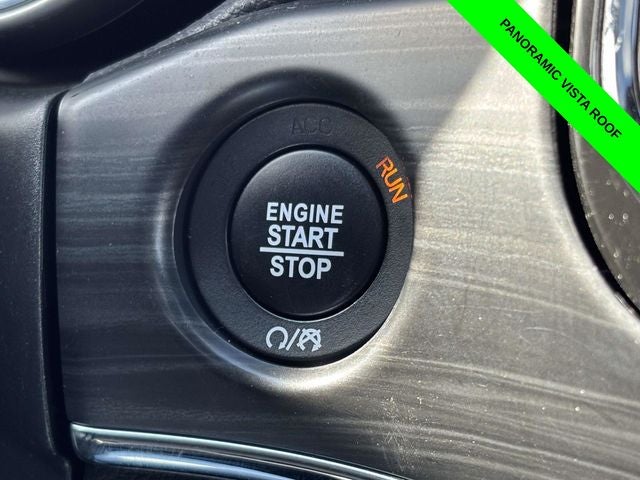 PANORAMIC VISTA ROOF
ACC
RUN
ENGINE
START
STOP